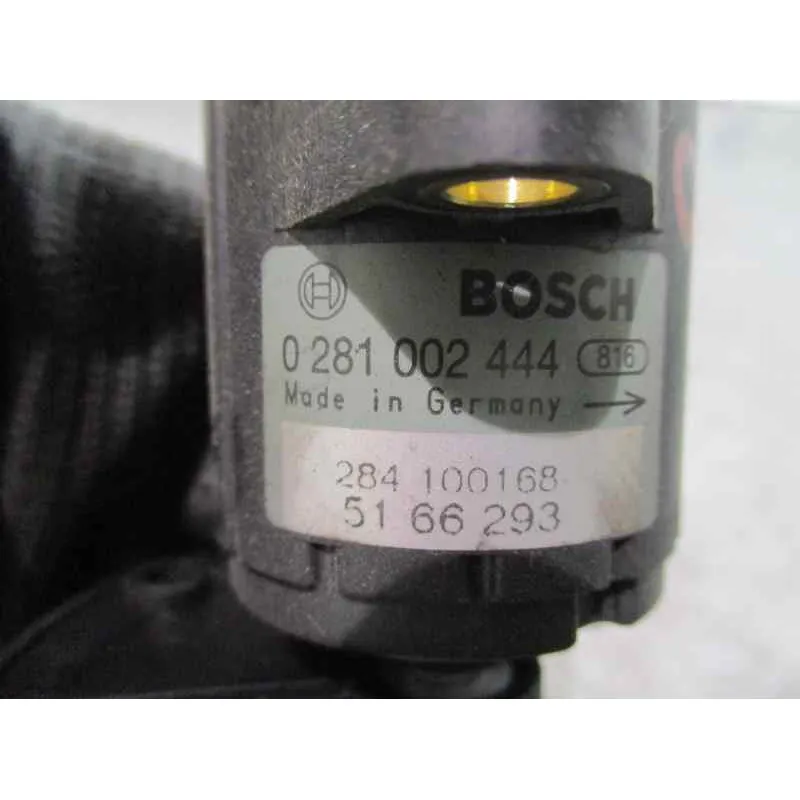 BOSCH
0 281 002 444 816
Made in Germany →
284 100168
51 66 293